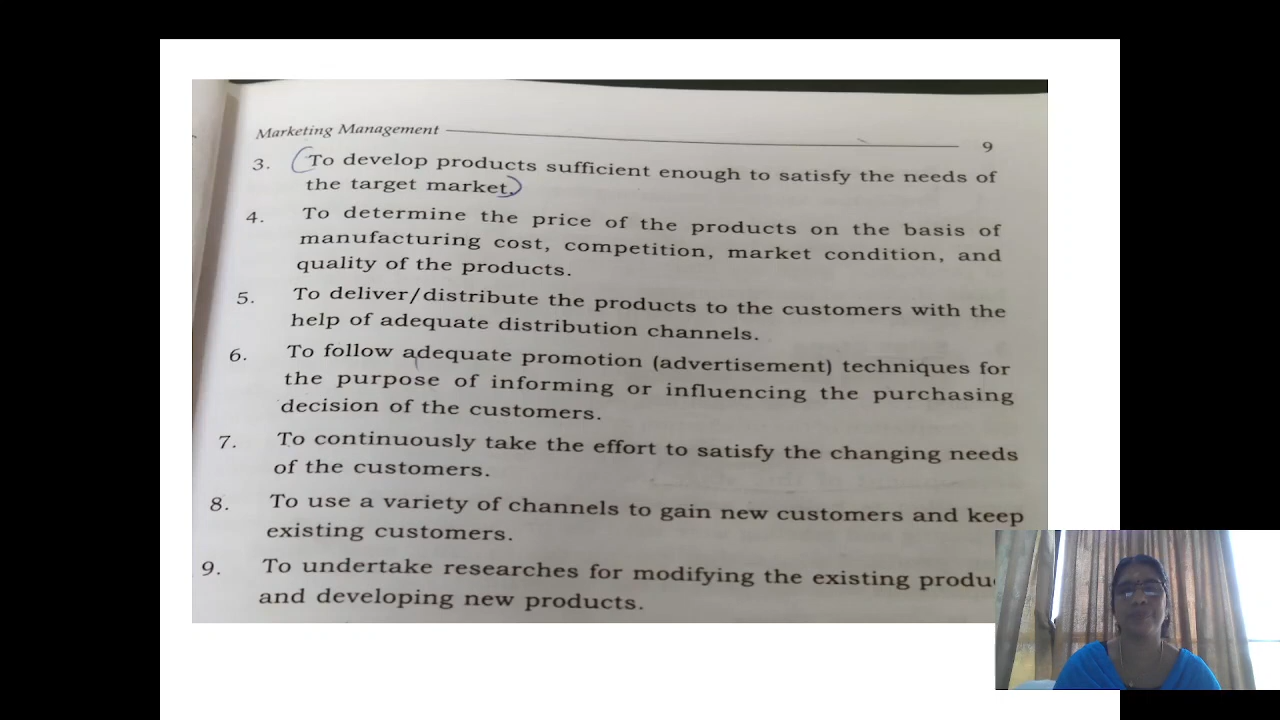 Marketing Management 9
3. To develop products sufficient enough to satisfy the needs of
the target market.
4. To determine the price of the products on the basis of
manufacturing cost, competition, market condition, and
quality of the products.
5. To deliver/distribute the products to the customers with the
help of adequate distribution channels.
6. To follow adequate promotion (advertisement) techniques for
the purpose of informing or influencing the purchasing
decision of the customers.
7. To continuously take the effort to satisfy the changing needs
of the customers.
8. To use a variety of channels to gain new customers and keep
existing customers.
9. To undertake researches for modifying the existing
and developing new products.